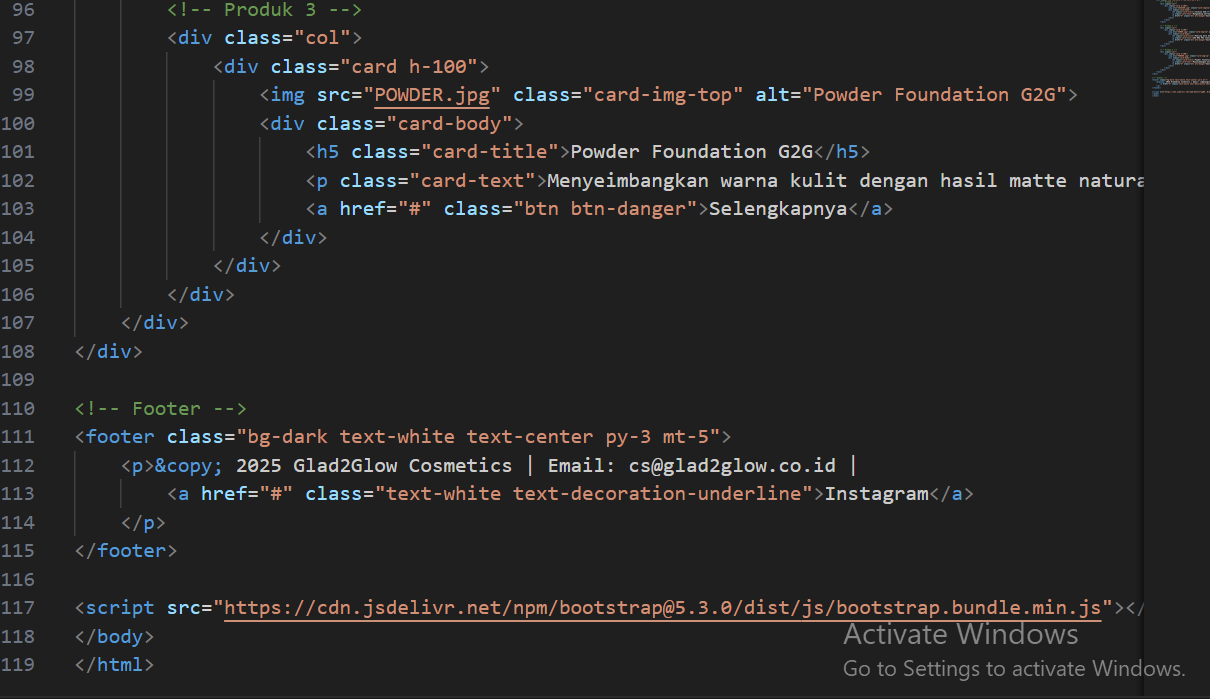 96 <!-- Produk 3 -->
97 <div class="col">
98 <div class="card h-100">
99 <img src="POWDER.jpg" class="card-img-top" alt="Powder Foundation G2G">
100 <div class="card-body">
101 <h5 class="card-title">Powder Foundation G2G</h5>
102 <p class="card-text">Menyeimbangkan warna kulit dengan hasil matte natura
103 <a href="#" class="btn btn-danger">Selengkapnya</a>
104 </div>
105 </div>
106 </div>
107 </div>
108 </div>
109
110 <!-- Footer -->
111 <footer class="bg-dark text-white text-center py-3 mt-5">
112 <p>&copy; 2025 Glad2Glow Cosmetics | Email: cs@glad2glow.co.id |
113 <a href="#" class="text-white text-decoration-underline">Instagram</a>
114 </p>
115 </footer>
116
117 <script src="https://cdn.jsdelivr.net/npm/bootstrap@5.3.0/dist/js/bootstrap.bundle.min.js"></
118 </body>
119 </html>
Activate Windows
Go to Settings to activate Windows.